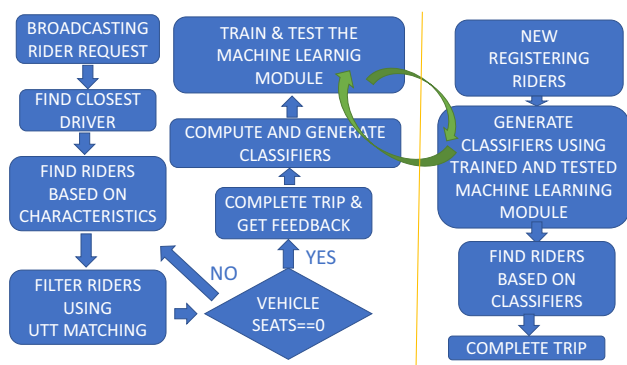 BROADCASTING
RIDER REQUEST
FIND CLOSEST
DRIVER
FIND RIDERS
BASED ON
CHARACTERISTICS
FILTER RIDERS
USING
UTT MATCHING
VEHICLE
SEATS==0
NO
YES
COMPLETE TRIP &
GET FEEDBACK
COMPUTE AND GENERATE
CLASSIFIERS
TRAIN & TEST THE
MACHINE LEARNIG
MODULE
NEW
REGISTERING
RIDERS
GENERATE
CLASSIFIERS USING
TRAINED AND TESTED
MACHINE LEARNING
MODULE
FIND RIDERS
BASED ON
CLASSIFIERS
COMPLETE TRIP